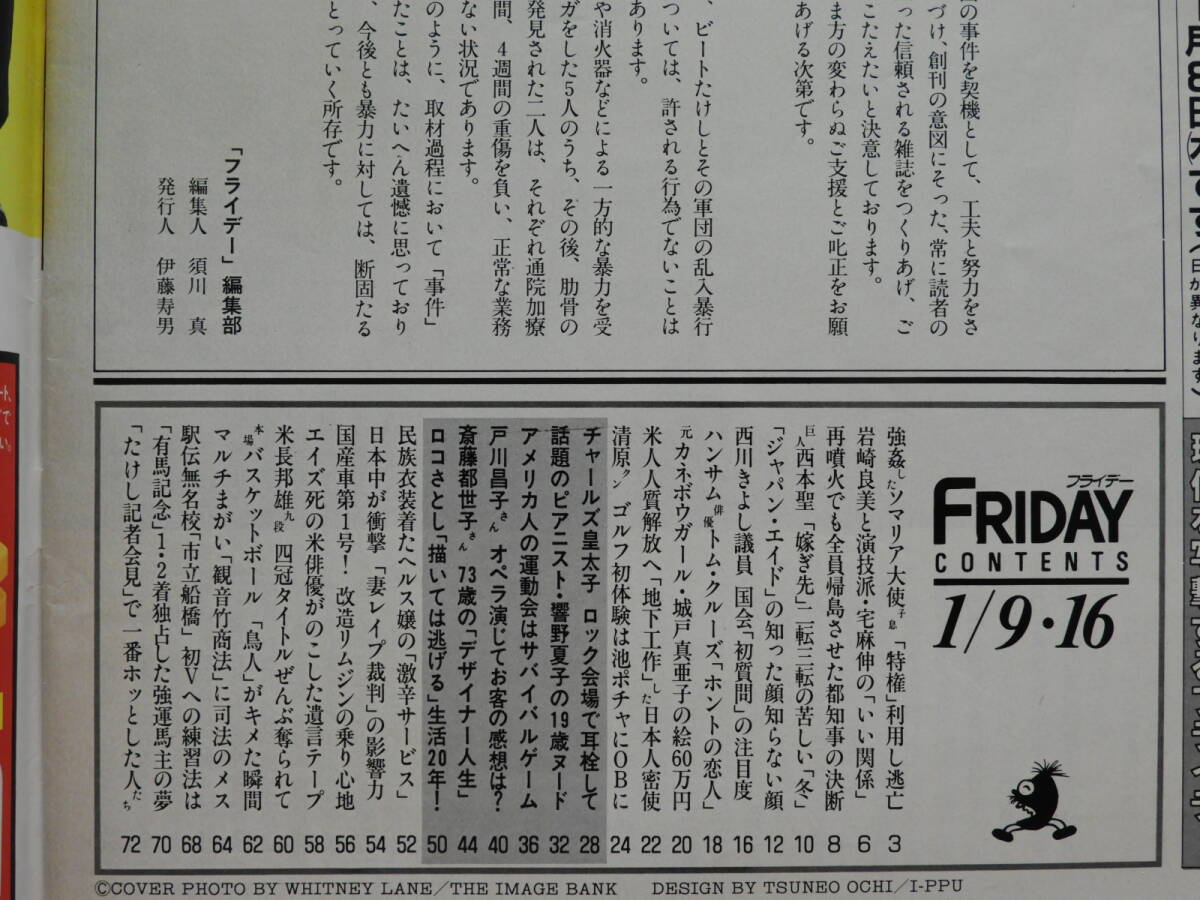 の事件を契機として、工夫と努力をさ
づけ、創刊の意図にそった、常に読者の
った信頼される雑誌をつくりあげ、ご
こたえたいと決意しております。
ま方の変わらぬご支援とご叱正をお願
あげる次第です。
、ビートたけしとその軍団の乱入暴行
ついては、許される行為でないことは
あります。
や消火器などによる一方的な暴力を受
ガをした5人のうち、その後、肋骨の
発見された二人は、それぞれ通院加療
間、4週間の重傷を負い、正常な業務
ない状況であります。
のように、取材過程において「事件」
たことは、たいへん遺憾に思っており
、今後とも暴力に対しては、断固たる
とっていく所存です。
「フライデー」編集部
編集人 須川 真
発行人 伊藤寿男
フライデー
FRIDAY
CONTENTS
1/9・16
強姦したソマリア大使子息「特権」利用し逃亡 3
岩崎良美と演技派・宅麻伸の「いい関係」 6
再噴火でも全員帰島させた都知事の決断 8
巨人西本聖「嫁ぎ先」二転三転の苦しい「冬」 10
「ジャパン・エイド」の知った顔知らない顔 12
西川きよし議員 国会「初質問」の注目度 16
ハンサム俳優トム・クルーズ「ホントの恋人」 18
元カネボウガール・城戸真亜子の絵60万円 20
米人人質解放へ「地下工作」した日本人密使 22
清原クン ゴルフ初体験は池ポチャにOBに 24
チャールズ皇太子 ロック会場で耳栓して 28
話題のピアニスト・響野夏子の19歳ヌード 32
アメリカ人の運動会はサバイバルゲーム 36
戸川昌子さん オペラ演じてお客の感想は? 40
斎藤都世子さん 73歳の「デザイナー人生」 44
ロコさとし「描いては逃げる」生活20年! 50
民族衣装着たヘルス嬢の「激辛サービス」 52
日本中が衝撃「妻レイプ裁判」の影響力 54
国産車第1号!・改造リムジンの乗り心地 56
エイズ死の米俳優がのこした遺言テープ 58
米長邦雄九段 四冠タイトルぜんぶ奪られて 60
本場バスケットボール「鳥人」がキメた瞬間 62
マルチまがい「観音竹商法」に司法のメス 64
駅伝無名校「市立船橋」初Vへの練習法は 68
「有馬記念」1・2着独占した強運馬主の夢 70
「たけし記者会見」で一番ホッとした人たち 72
©COVER PHOTO BY WHITNEY LANE/THE IMAGE BANK DESIGN BY TSUNEO OCHI/I-PPU